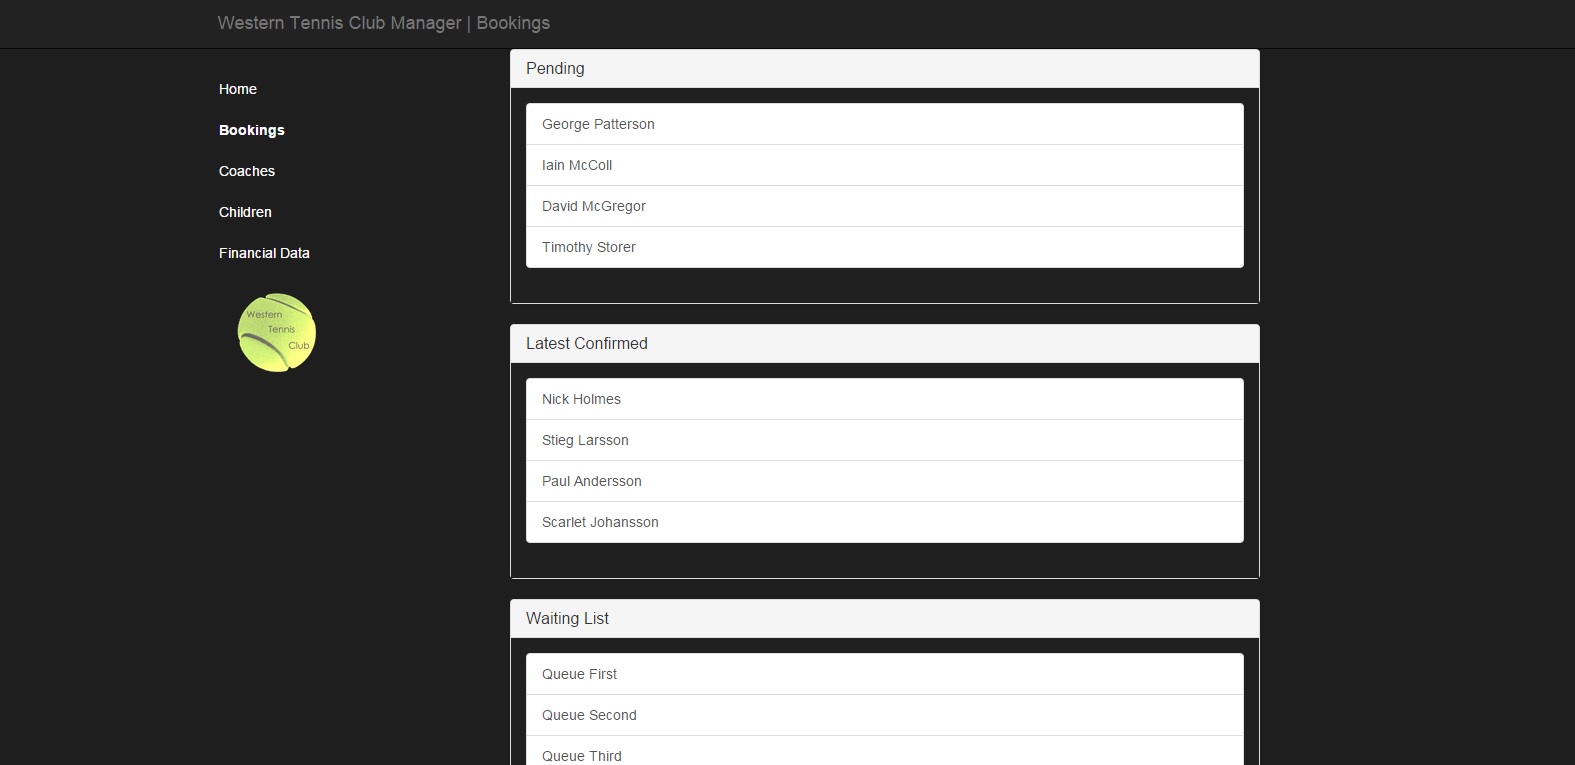 Western Tennis Club Manager | Bookings
Home
Bookings
Coaches
Children
Financial Data
Western
Tennis
Club
Pending
George Patterson
Iain McColl
David McGregor
Timothy Storer
Latest Confirmed
Nick Holmes
Stieg Larsson
Paul Andersson
Scarlet Johansson
Waiting List
Queue First
Queue Second
Queue Third